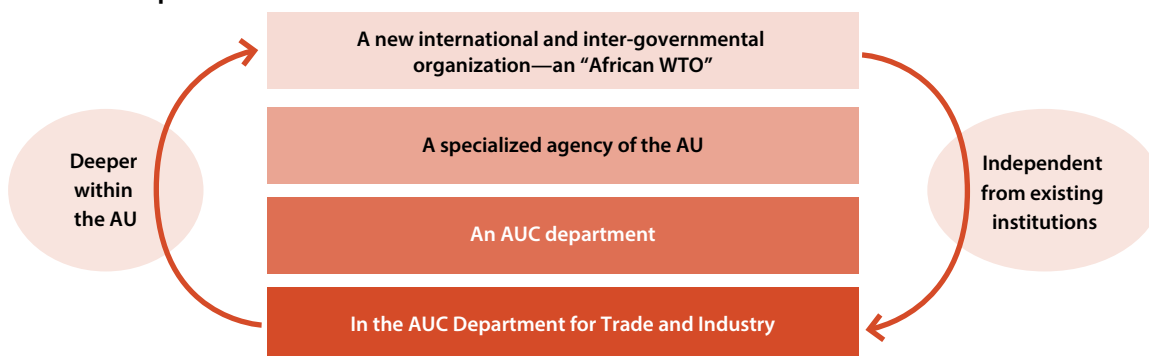 A new international and inter-governmental
organization—an “African WTO”
A specialized agency of the AU
Deeper
within
the AU
Independent
from existing
institutions
An AUC department
In the AUC Department for Trade and Industry